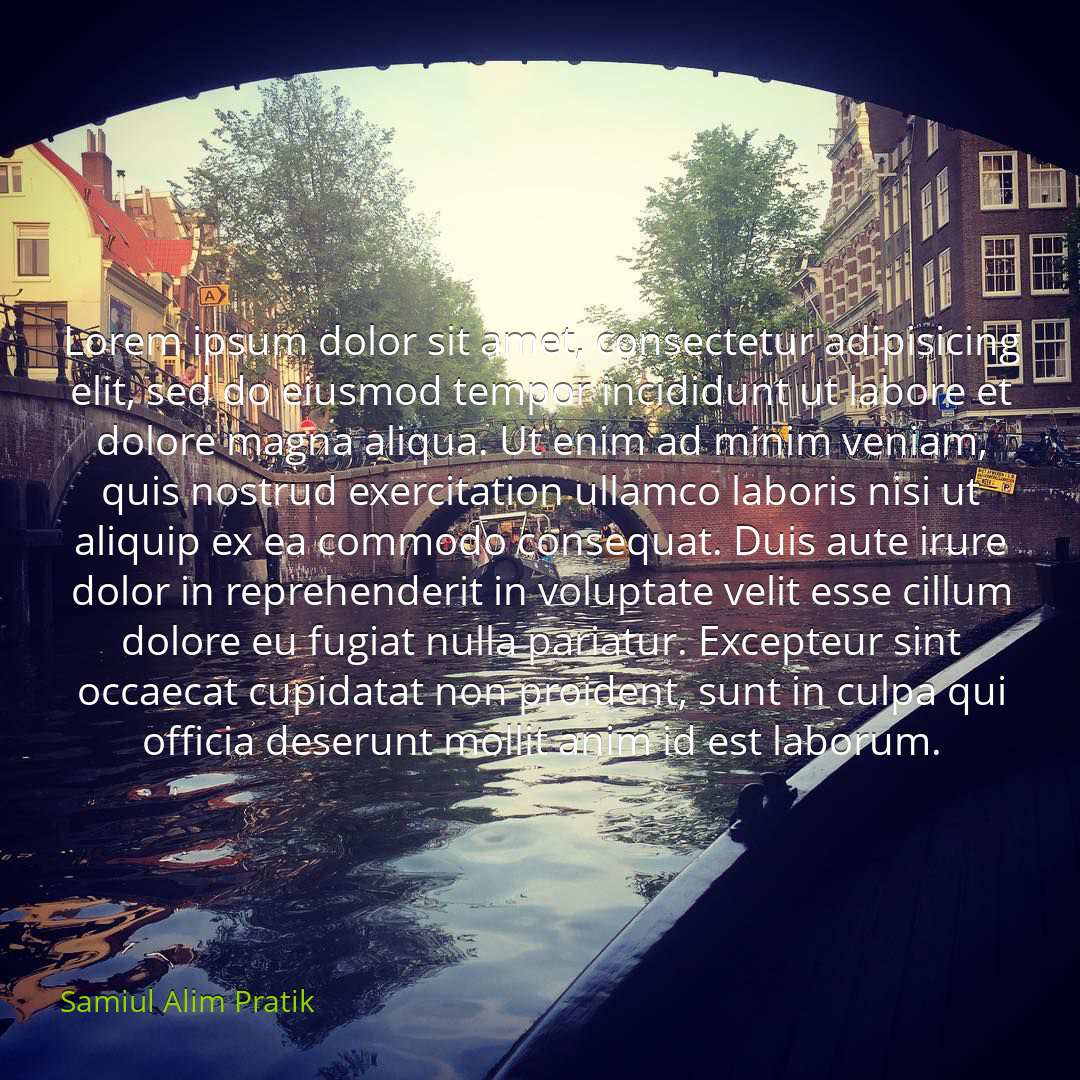 A
Lorem ipsum dolor sit amet, consectetur adipisicing
elit, sed do eiusmod tempor incididunt ut labore et
dolore magna aliqua. Ut enim ad minim veniam,
quis nostrud exercitation ullamco laboris nisi ut
aliquip ex ea commodo consequat. Duis aute irure
dolor in reprehenderit in voluptate velit esse cillum
dolore eu fugiat nulla pariatur. Excepteur sint
occaecat cupidatat non proident, sunt in culpa qui
officia deserunt mollit anim id est laborum.
Samiul Alim Pratik